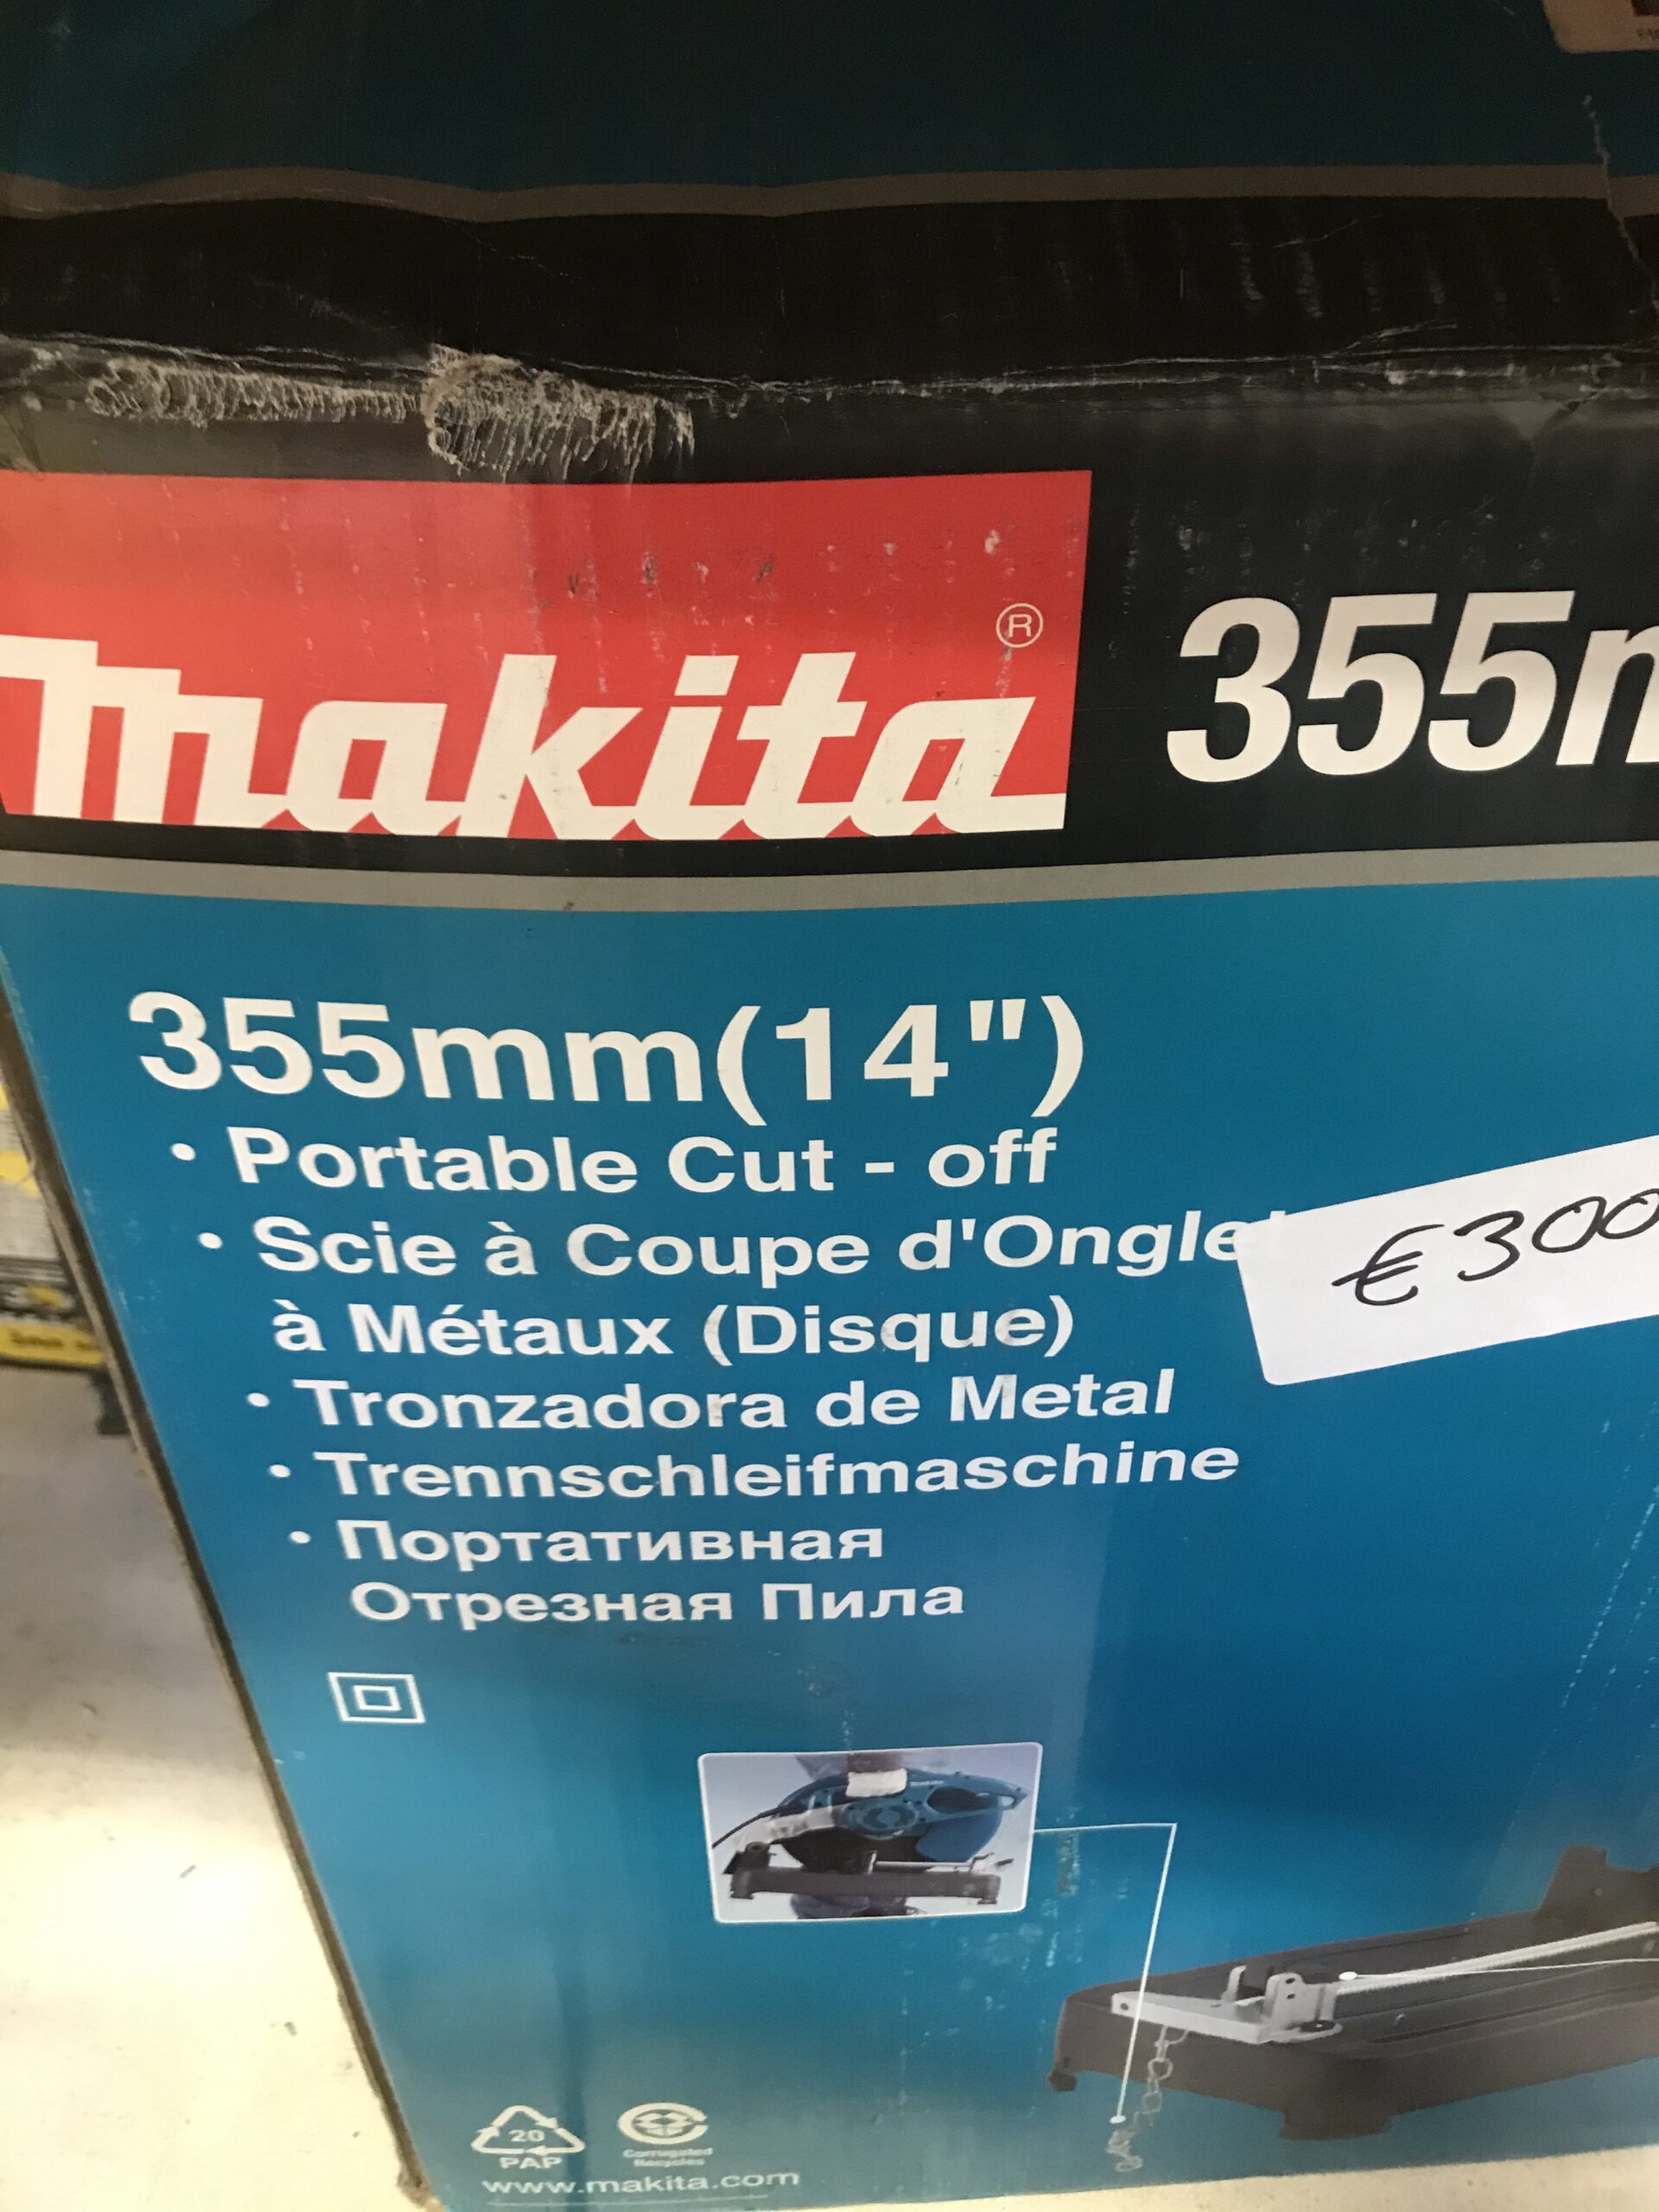 makita®
355m
355mm(14")
• Portable Cut - off
• Scie à Coupe d'Onglet
à Métaux (Disque)
€300
• Tronzadora de Metal
• Trennschleifmaschine
• Портативная
Отрезная Пила
20
PAP
Corrugated
Recycles
www.makita.com